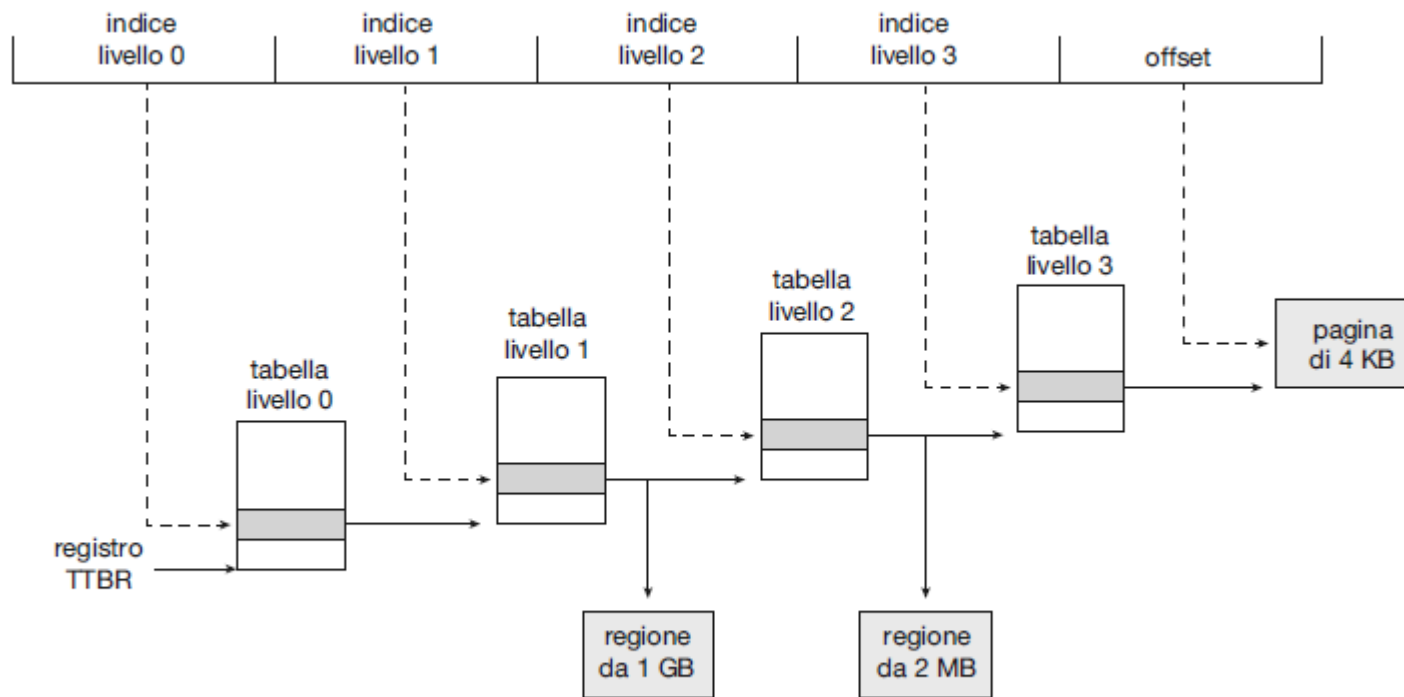 indice
livello 0
indice
livello 1
indice
livello 2
indice
livello 3
offset
tabella
livello 3
tabella
livello 2
tabella
livello 1
tabella
livello 0
pagina
di 4 KB
registro
TTBR
regione
da 1 GB
regione
da 2 MB